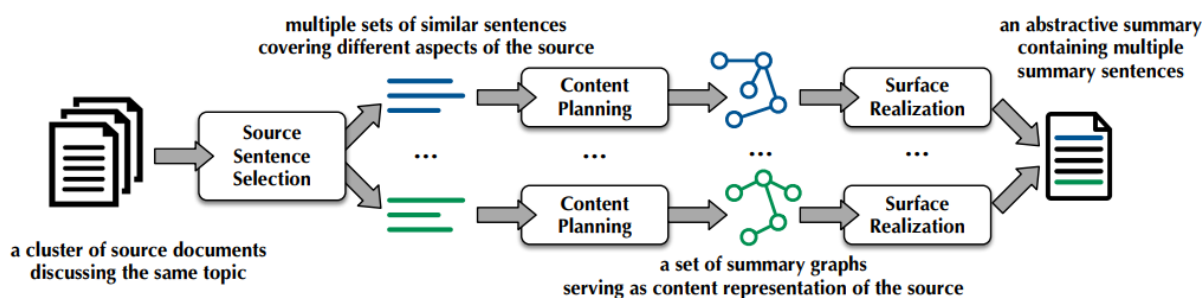 multiple sets of similar sentences
covering different aspects of the source
an abstractive summary
containing multiple
summary sentences
Source
Sentence
Selection
Content
Planning
Surface
Realization
...
...
...
...
Content
Planning
Surface
Realization
a cluster of source documents
discussing the same topic
a set of summary graphs
serving as content representation of the source